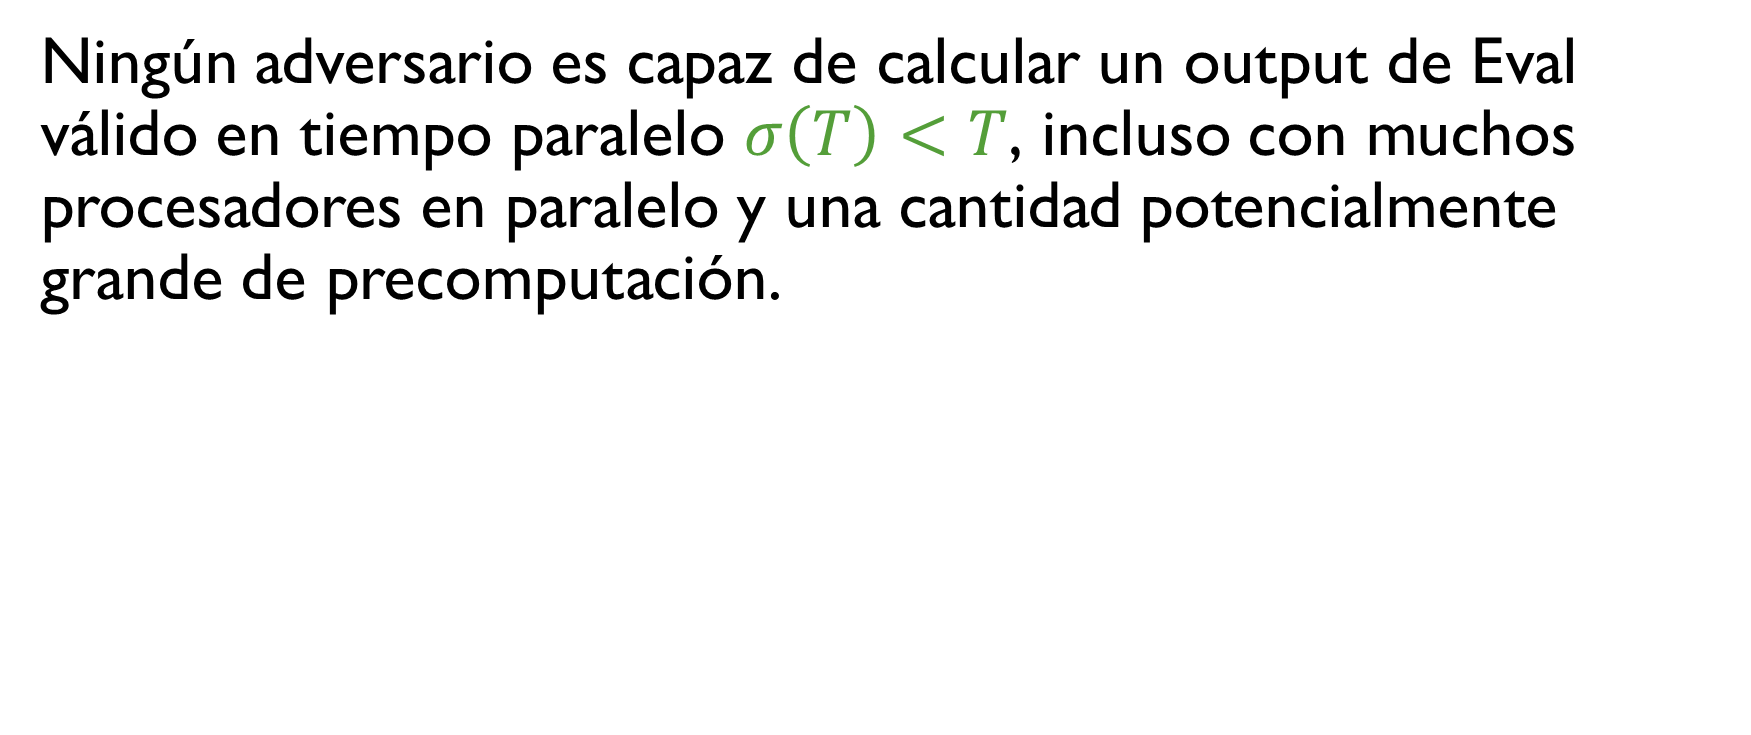 Ningún adversario es capaz de calcular un output de Eval
válido en tiempo paralelo σ(T) < T, incluso con muchos
procesadores en paralelo y una cantidad potencialmente
grande de precomputación.